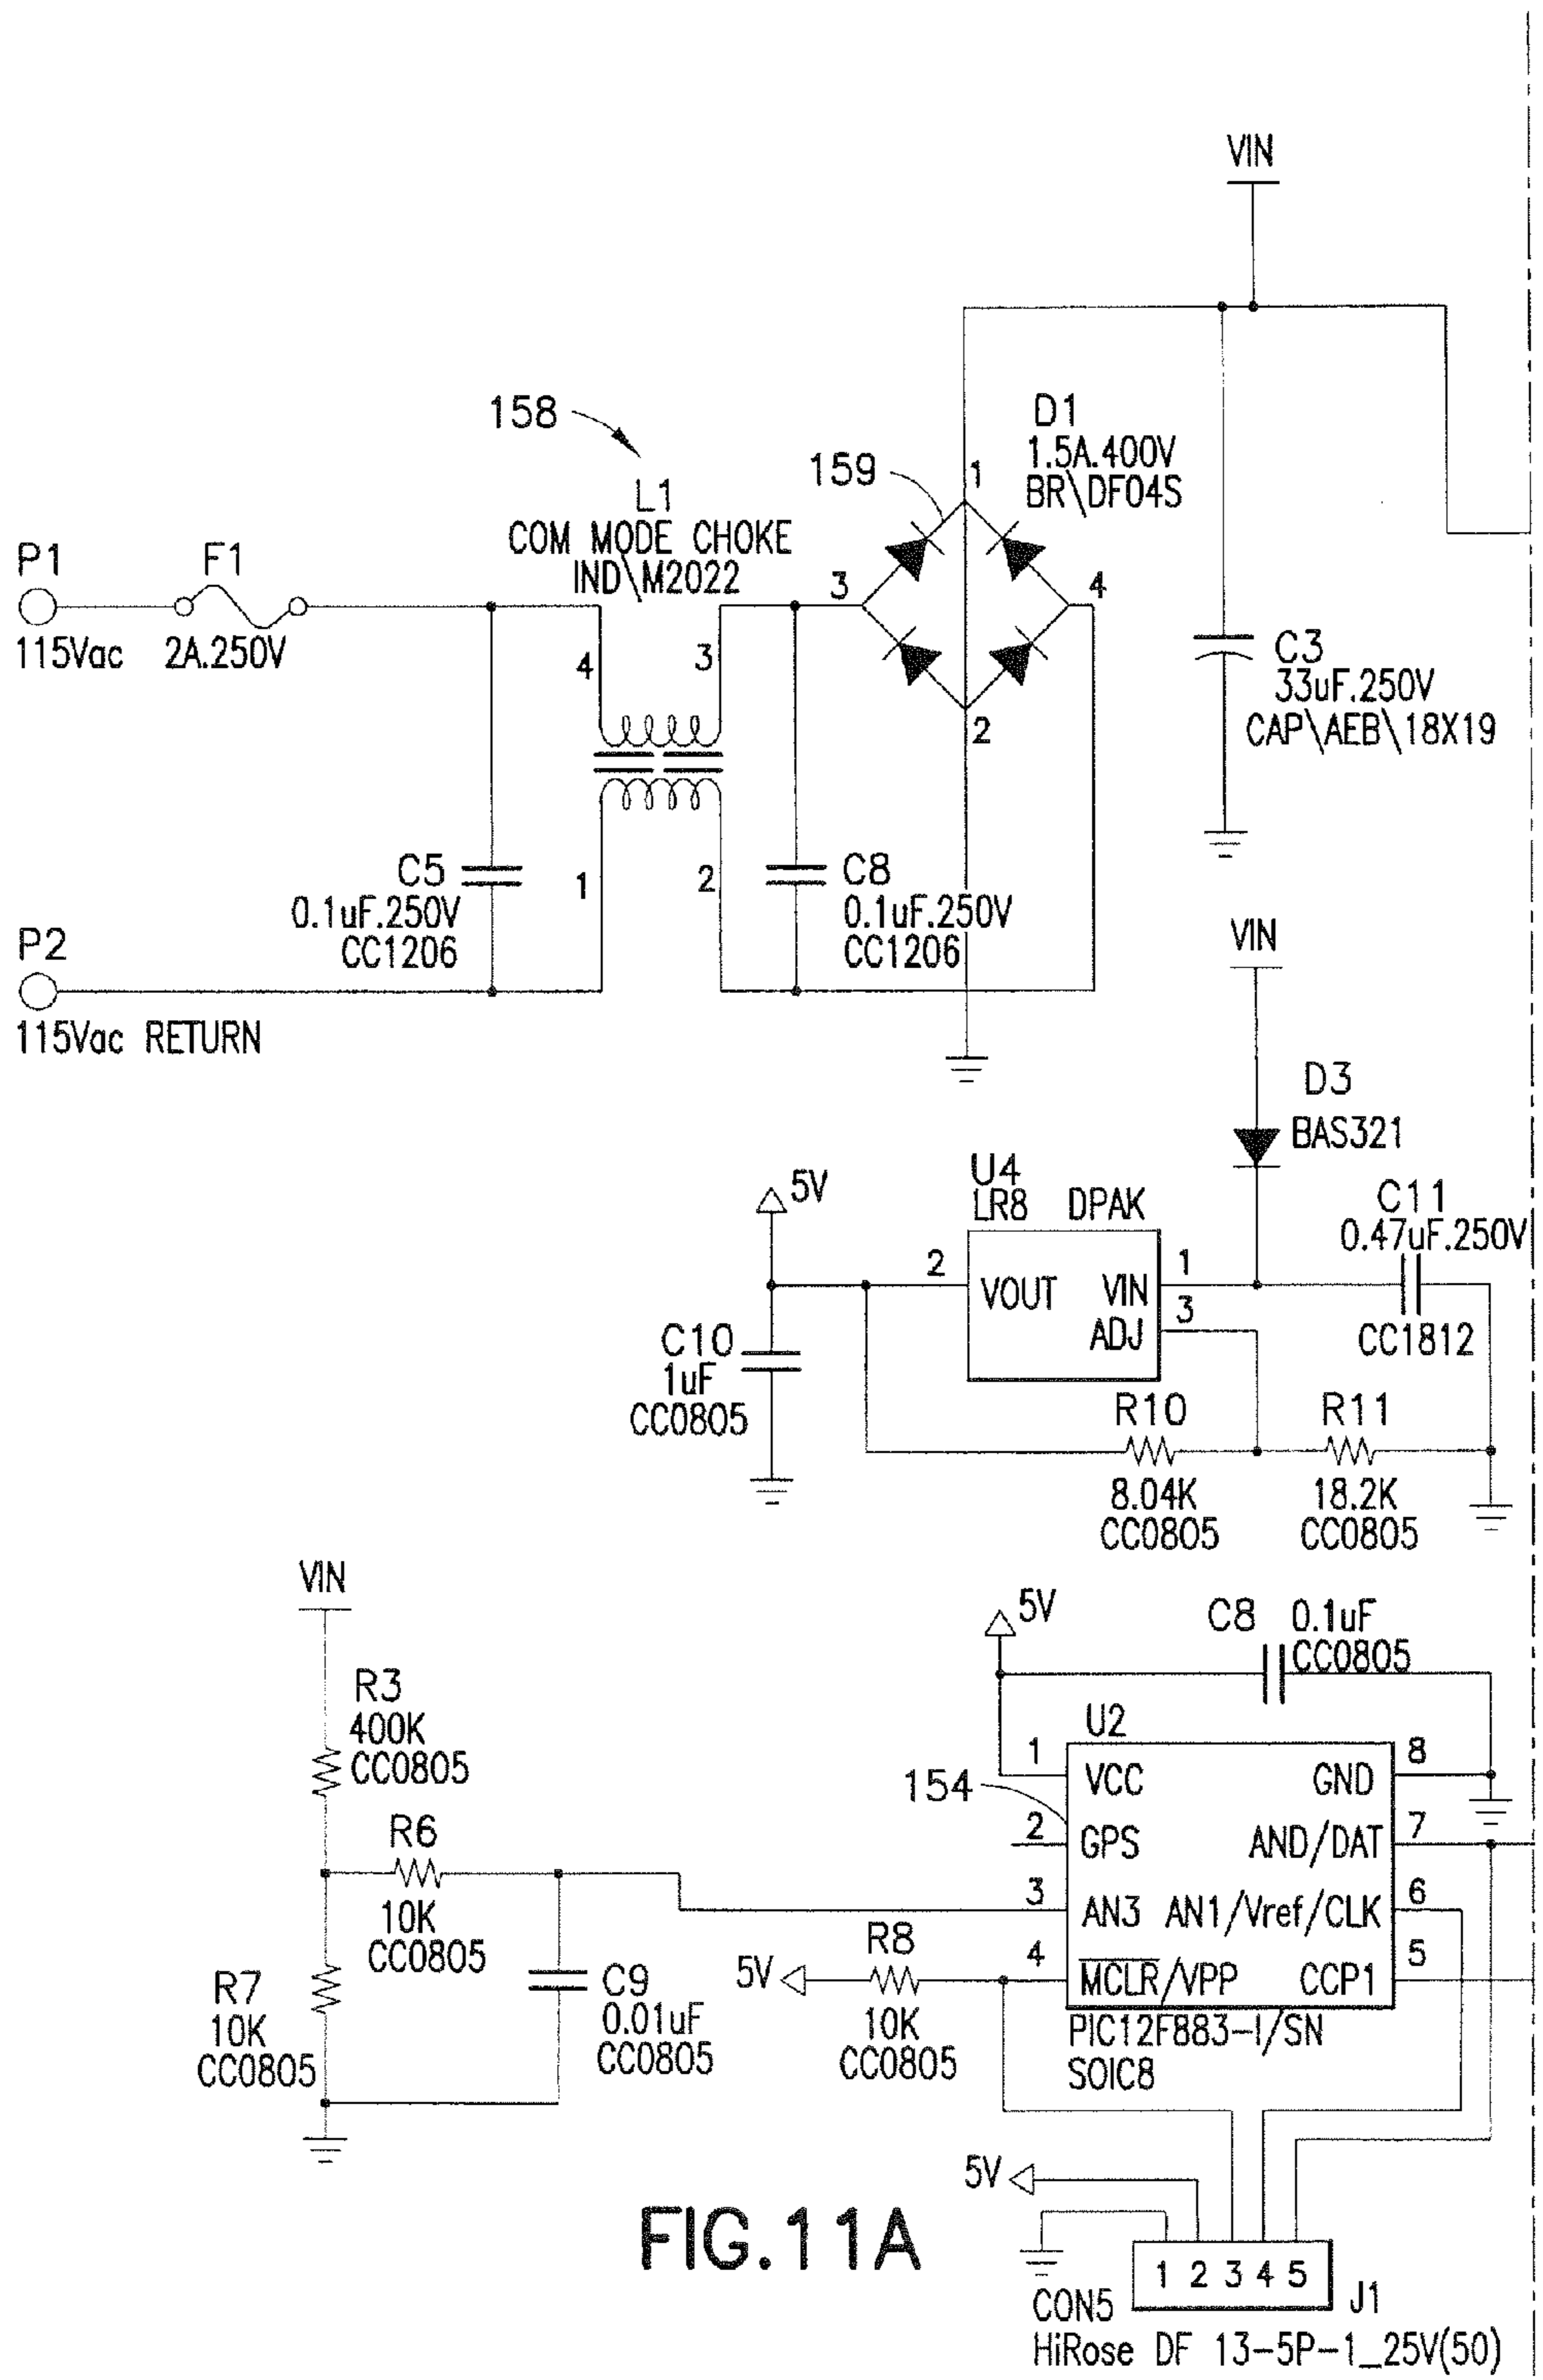 VIN
158
D1
1.5A.400V
BR\DF04S
159
1
L1
COM MODE CHOKE
IND\M2022
P1
F1
3
4
115Vac
2A.250V
4
3
C3
33uF.250V
CAP\AEB\18X19
2
C5
0.1uF.250V
CC1206
1
2
C8
0.1uF.250V
CC1206
P2
115Vac RETURN
VIN
D3
BAS321
5V
U4
LR8 DPAK
C11
0.47uF.250V
2
VOUT
VIN
1
ADJ
3
CC1812
C10
1uF
CC0805
R10
8.04K
CC0805
R11
18.2K
CC0805
VIN
5V
C8
0.1uF
CC0805
R3
400K
CC0805
U2
1
VCC
GND
8
154
2
GPS
AND/DAT
7
R6
10K
CC0805
3
AN3
AN1/Vref/CLK
6
R8
5V
10K
CC0805
4
MCLR/VPP
CCP1
5
R7
10K
CC0805
C9
0.01uF
CC0805
PIC12F883-I/SN
SOIC8
5V
FIG.11A
1 2 3 4 5
CON5
J1
HiRose DF 13-5P-1_25V(50)